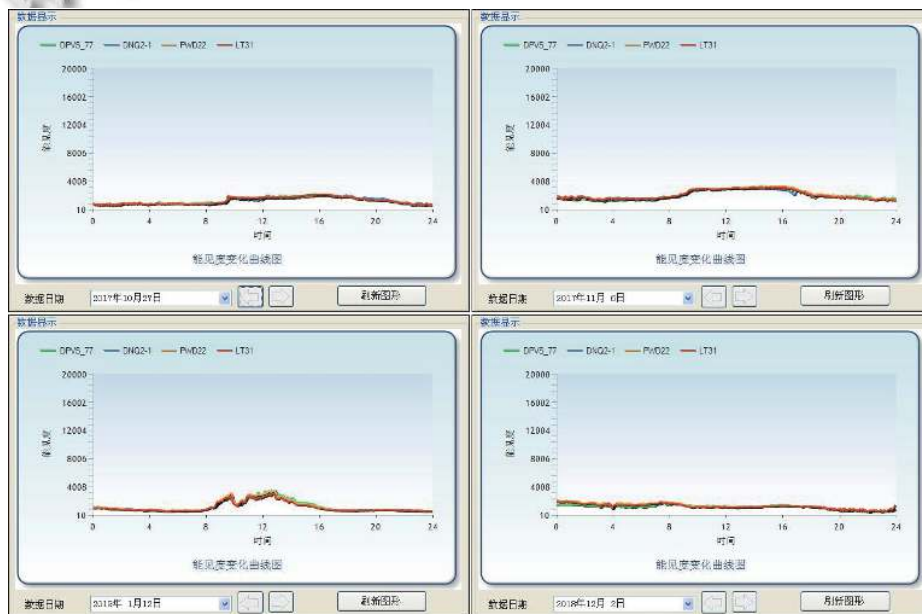 数据显示
DPVS_77 DNQ2-1 PWD22 LT31
20000
16002
12004
8006
4008
10
能见度
0 4 8 12 16 20 24
时间
能见度变化曲线图
数据日期 2017年10月27日 刷新图形
数据显示
DPVS_77 DNQ2-1 PWD22 LT31
20000
16002
12004
8006
4008
10
能见度
0 4 8 12 16 20 24
时间
能见度变化曲线图
数据日期 2017年11月 6日 刷新图形
数据显示
DPVS_77 DNQ2-1 PWD22 LT31
20000
16002
12004
8006
4008
10
能见度
0 4 8 12 16 20 24
时间
能见度变化曲线图
数据日期 1月12日 刷新图形
数据显示
DPVS_77 DNQ2-1 PWD22 LT31
20000
16002
12004
8006
4008
10
能见度
0 4 8 12 16 20 24
时间
能见度变化曲线图
数据日期 2018年12月 2日 刷新图形